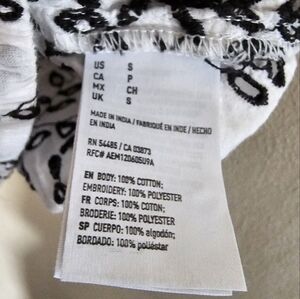 US S
CA P
MX CH
UK S
MADE IN INDIA / FABRIQUÉ EN INDE / HECHO
EN INDIA
RN 54485 / CA 03873
RFC# AEM120605U9A
EN BODY: 100% COTTON;
EMBROIDERY: 100% POLYESTER
FR CORPS: 100% COTON;
BRODERIE: 100% POLYESTER
SP CUERPO: 100% algodón;
BORDADO: 100% poliéster